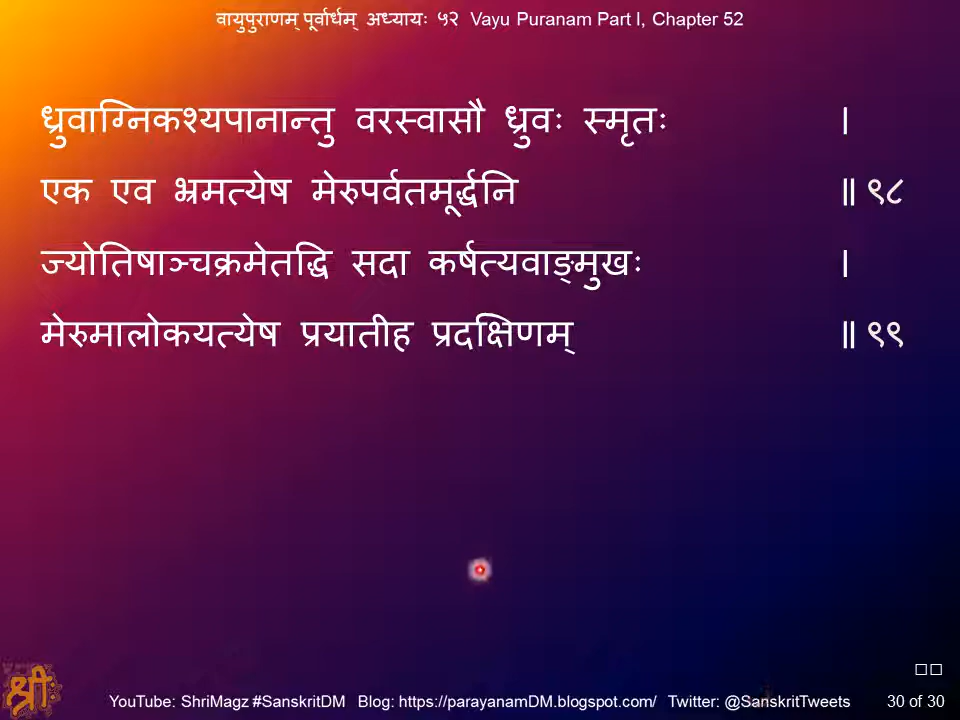 वायुपुराणम् पूर्वार्धम् अध्यायः ५२ Vayu Puranam Part I, Chapter 52
ध्रुवाग्निकश्यपानान्तु वरस्वासौ ध्रुवः स्मृतः ।
एक एव भ्रमत्येष मेरुपर्वतमूर्द्धनि ॥ ९८
ज्योतिषाञ्चक्रमेतद्धि सदा कर्षत्यवाङ्मुखः ।
मेरुमालोकयत्येष प्रयातीह प्रदक्षिणम् ॥ ९९
श्रीः
YouTube: ShriMagz #SanskritDM Blog: https://parayanamDM.blogspot.com/ Twitter: @SanskritTweets 30 of 30